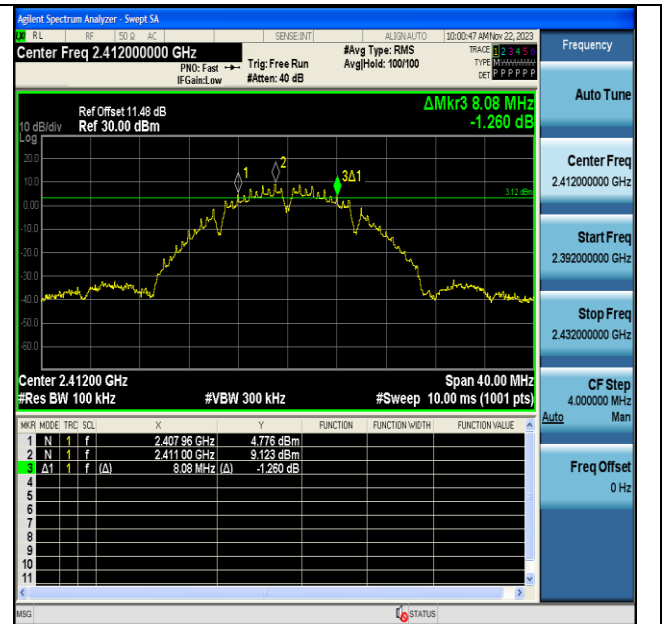 Agilent Spectrum Analyzer - Swept SA
RL RF 50 Ω AC SENSE:INT ALIGN AUTO 10:00:47 AM Nov 22, 2023
Center Freq 2.412000000 GHz
PNO: Fast
IFGain:Low
Trig: Free Run
#Atten: 40 dB
#Avg Type: RMS
Avg|Hold: 100/100
TRACE 1 2 3 4 5 6
TYPE M
DET P P P P P P
Ref Offset 11.48 dB
10 dB/div Ref 30.00 dBm
Log
ΔMkr3 8.08 MHz
-1.260 dB
20.0
10.0
0.00
-10.0
-20.0
-30.0
-40.0
-50.0
-60.0
1
2
3Δ1
3.12 dBm
Center 2.41200 GHz Span 40.00 MHz
#Res BW 100 kHz #VBW 300 kHz #Sweep 10.00 ms (1001 pts)
MKR MODE TRC SCL X Y FUNCTION FUNCTION WIDTH FUNCTION VALUE
1 N 1 f 2.407 96 GHz 4.776 dBm
2 N 1 f 2.411 00 GHz 9.123 dBm
3 Δ1 1 f (Δ) 8.08 MHz (Δ) -1.260 dB
4
5
6
7
8
9
10
11
MSG STATUS
Frequency
Auto Tune
Center Freq
2.412000000 GHz
Start Freq
2.392000000 GHz
Stop Freq
2.432000000 GHz
CF Step
4.000000 MHz
Auto Man
Freq Offset
0 Hz